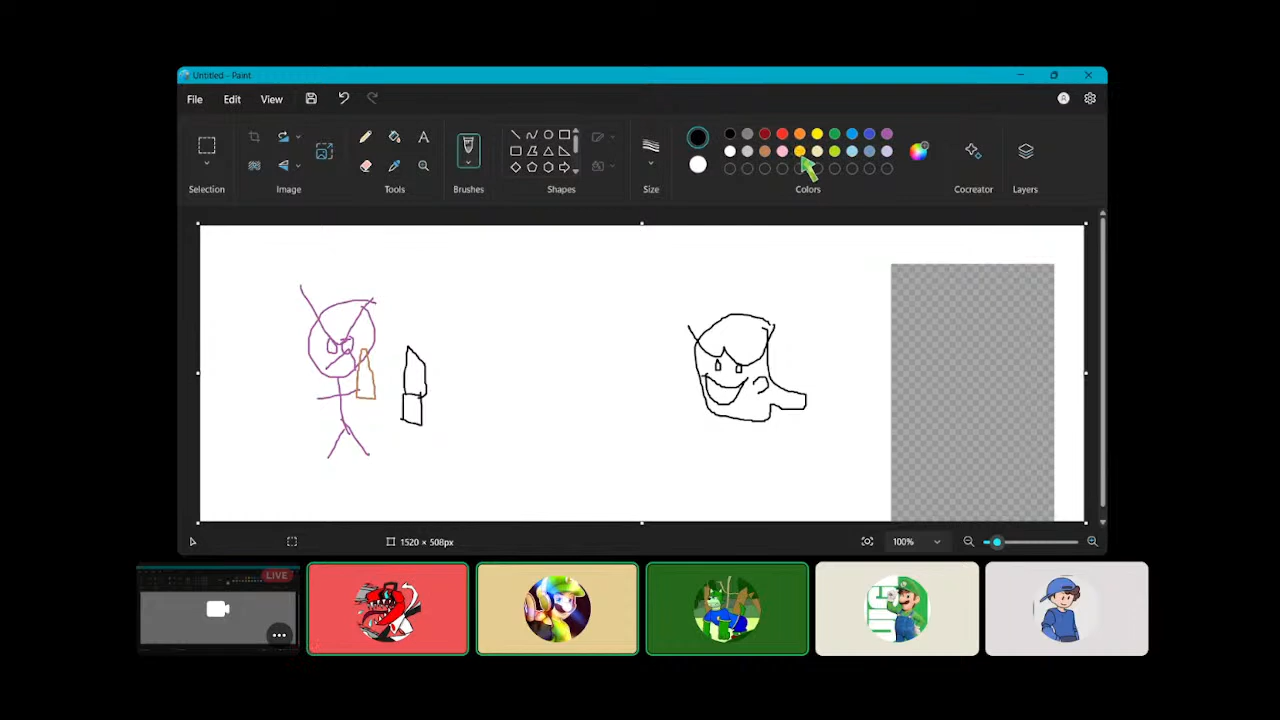 Untitled - Paint
File Edit View
Selection Image Tools Brushes Shapes Size Colors Cocreator Layers
1520 × 508px 100%
LIVE